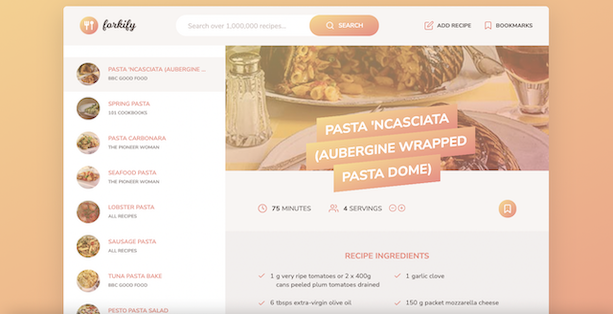 forkify
Search over 1,000,000 recipes...
SEARCH
ADD RECIPE
BOOKMARKS
PASTA 'NCASCIATA (AUBERGINE ...
BBC GOOD FOOD
SPRING PASTA
101 COOKBOOKS
PASTA CARBONARA
THE PIONEER WOMAN
SEAFOOD PASTA
THE PIONEER WOMAN
LOBSTER PASTA
ALL RECIPES
SAUSAGE PASTA
ALL RECIPES
TUNA PASTA BAKE
BBC GOOD FOOD
PESTO PASTA SALAD
PASTA 'NCASCIATA
(AUBERGINE WRAPPED
PASTA DOME)
75 MINUTES
4 SERVINGS
RECIPE INGREDIENTS
1 g very ripe tomatoes or 2 x 400g
cans peeled plum tomatoes drained
1 garlic clove
6 tbsps extra-virgin olive oil
150 g packet mozzarella cheese